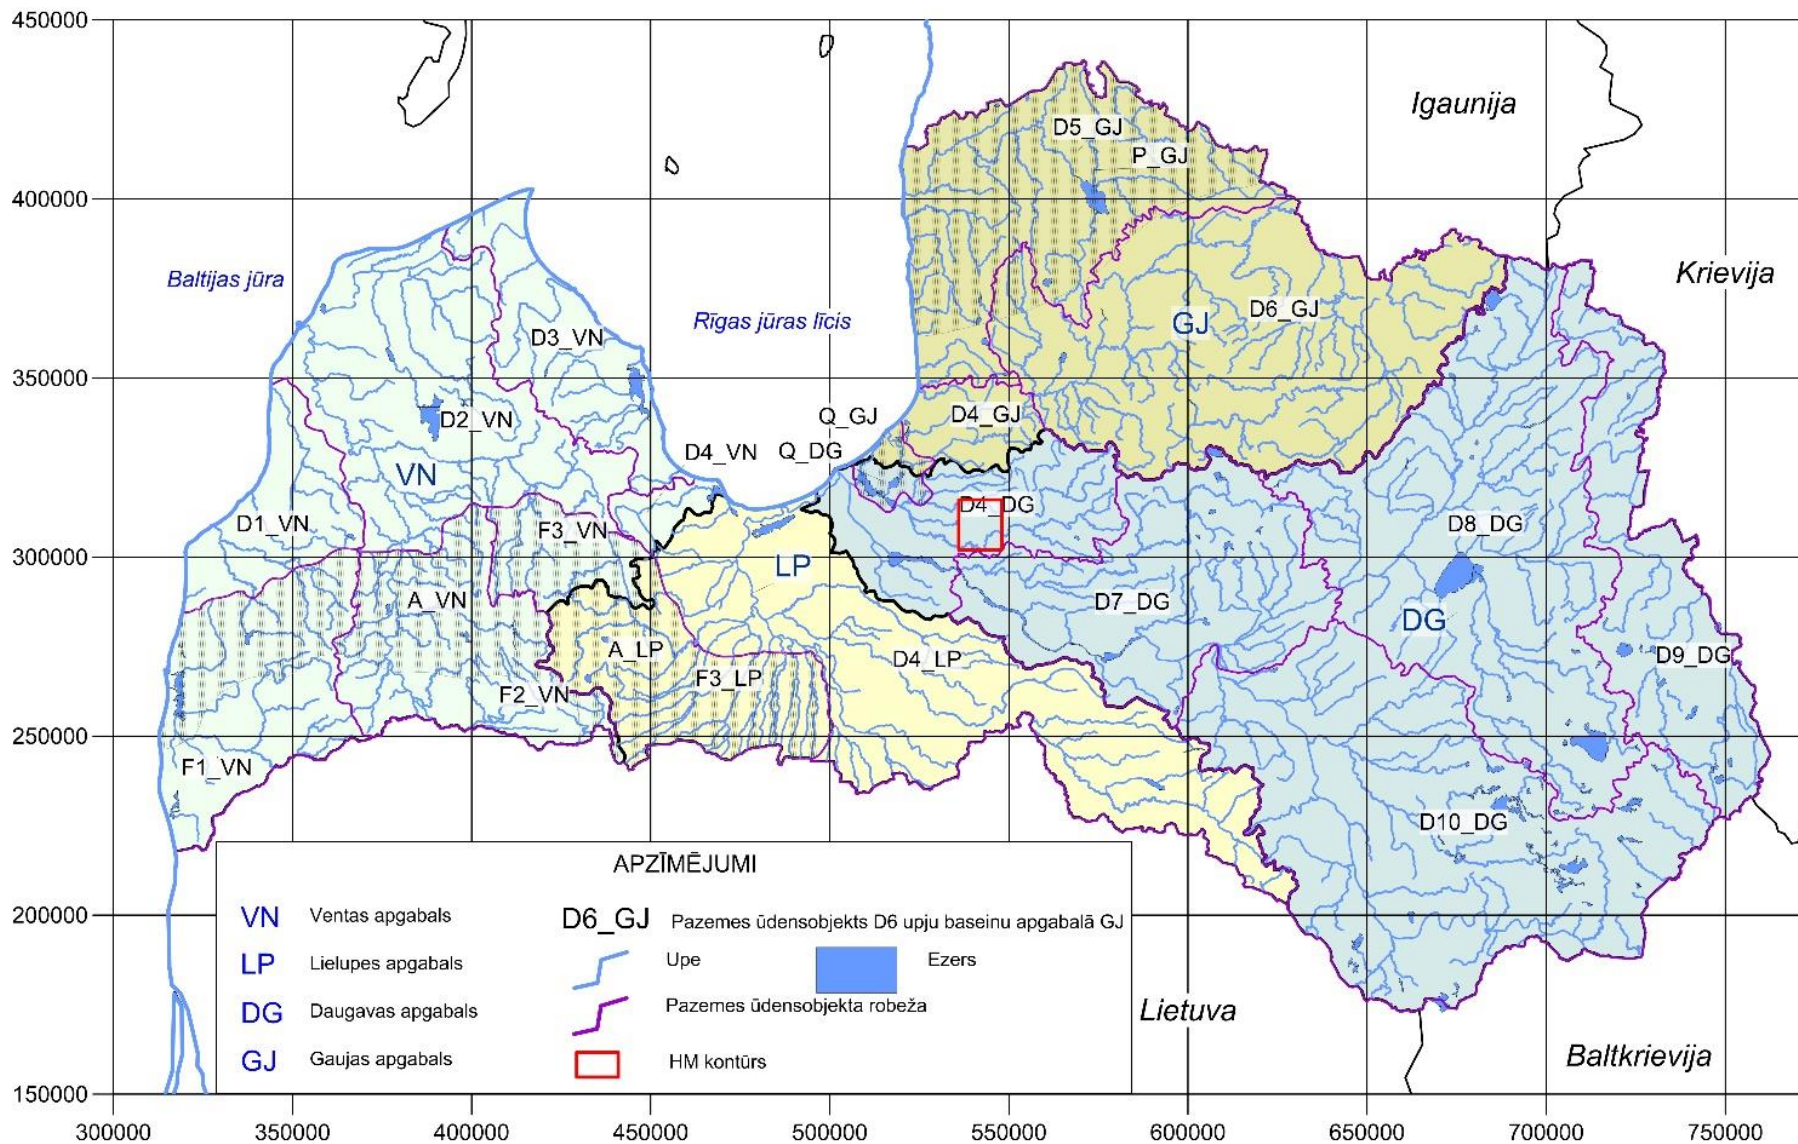 450000
400000
350000
300000
250000
200000
150000
300000
350000
400000
450000
500000
550000
600000
650000
700000
750000
Igaunija
Krievija
Baltijas jūra
Rīgas jūras līcis
Lietuva
Baltkrievija
D5_GJ
P_GJ
D6_GJ
GJ
D3_VN
D2_VN
VN
D1_VN
F3_VN
A_VN
F2_VN
F1_VN
D4_VN
Q_GJ
Q_DG
D4_GJ
D4_DG
LP
A_LP
F3_LP
D4_LP
D7_DG
D8_DG
DG
D9_DG
D10_DG
APZĪMĒJUMI
VN Ventas apgabals
LP Lielupes apgabals
DG Daugavas apgabals
GJ Gaujas apgabals
D6_GJ Pazemes ūdensobjekts D6 upju baseinu apgabalā GJ
Upe
Ezers
Pazemes ūdensobjekta robeža
HM kontūrs